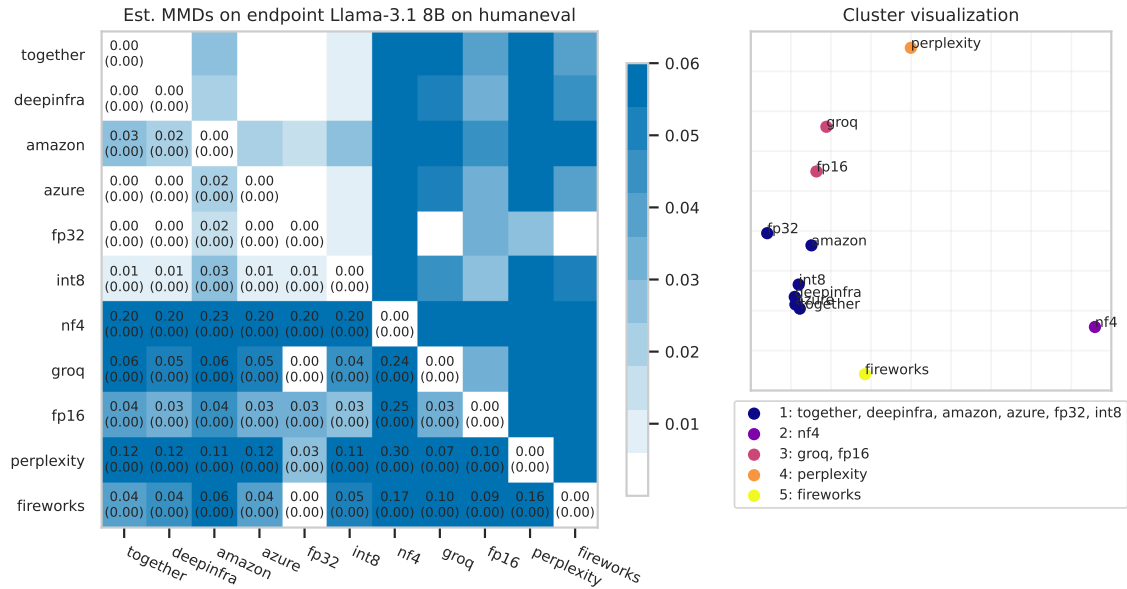 Est. MMDs on endpoint Llama-3.1 8B on humaneval
together
0.00
(0.00)
deepinfra
0.00 0.00
(0.00) (0.00)
amazon
0.03 0.02 0.00
(0.00) (0.00) (0.00)
azure
0.00 0.00 0.02 0.00
(0.00) (0.00) (0.00) (0.00)
fp32
0.00 0.00 0.02 0.00 0.00
(0.00) (0.00) (0.00) (0.00) (0.00)
int8
0.01 0.01 0.03 0.01 0.01 0.00
(0.00) (0.00) (0.00) (0.00) (0.00) (0.00)
nf4
0.20 0.20 0.23 0.20 0.20 0.20 0.00
(0.00) (0.00) (0.00) (0.00) (0.00) (0.00) (0.00)
groq
0.06 0.05 0.06 0.05 0.00 0.04 0.24 0.00
(0.00) (0.00) (0.00) (0.00) (0.00) (0.00) (0.00) (0.00)
fp16
0.04 0.03 0.04 0.03 0.03 0.03 0.25 0.03 0.00
(0.00) (0.00) (0.00) (0.00) (0.00) (0.00) (0.00) (0.00) (0.00)
perplexity
0.12 0.12 0.11 0.12 0.03 0.11 0.30 0.07 0.10 0.00
(0.00) (0.00) (0.00) (0.00) (0.00) (0.00) (0.00) (0.00) (0.00) (0.00)
fireworks
0.04 0.04 0.06 0.04 0.00 0.05 0.17 0.10 0.09 0.16 0.00
(0.00) (0.00) (0.00) (0.00) (0.00) (0.00) (0.00) (0.00) (0.00) (0.00) (0.00)
together deepinfra amazon azure fp32 int8 nf4 groq fp16 perplexity fireworks
0.06
0.05
0.04
0.03
0.02
0.01
Cluster visualization
perplexity
groq
fp16
fp32
amazon
int8
deepinfra
azure
together
nf4
fireworks
1: together, deepinfra, amazon, azure, fp32, int8
2: nf4
3: groq, fp16
4: perplexity
5: fireworks